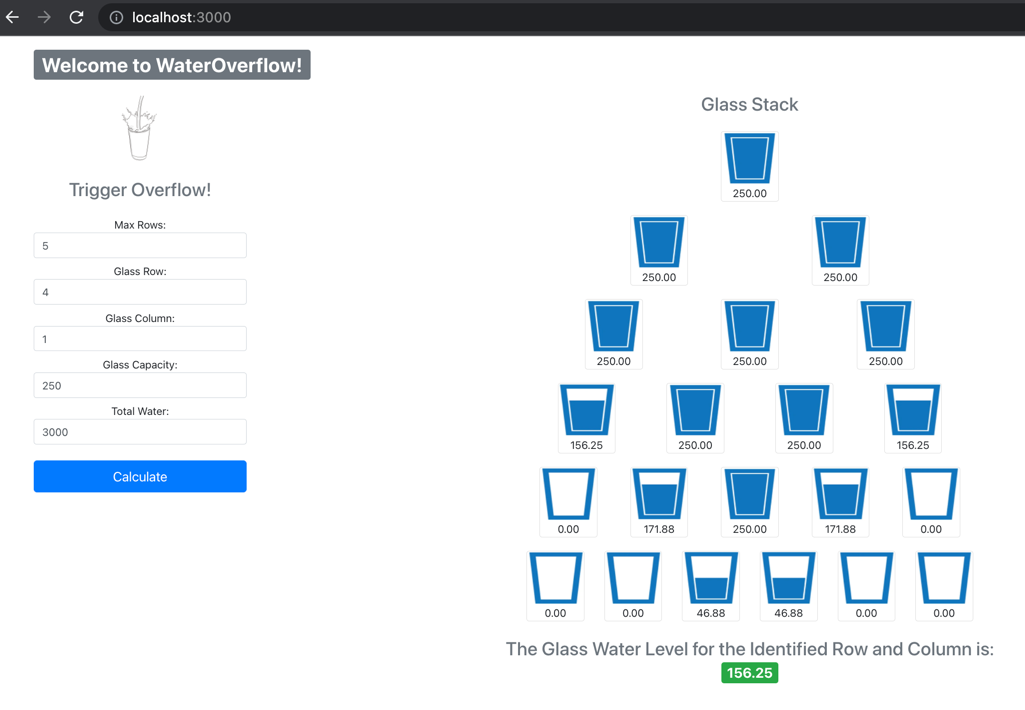 localhost:3000
Welcome to WaterOverflow!
Trigger Overflow!
Max Rows:
5
Glass Row:
4
Glass Column:
1
Glass Capacity:
250
Total Water:
3000
Calculate
Glass Stack
250.00
250.00 250.00
250.00 250.00 250.00
156.25 250.00 250.00 156.25
0.00 171.88 250.00 171.88 0.00
0.00 0.00 46.88 46.88 0.00 0.00
The Glass Water Level for the Identified Row and Column is:
156.25